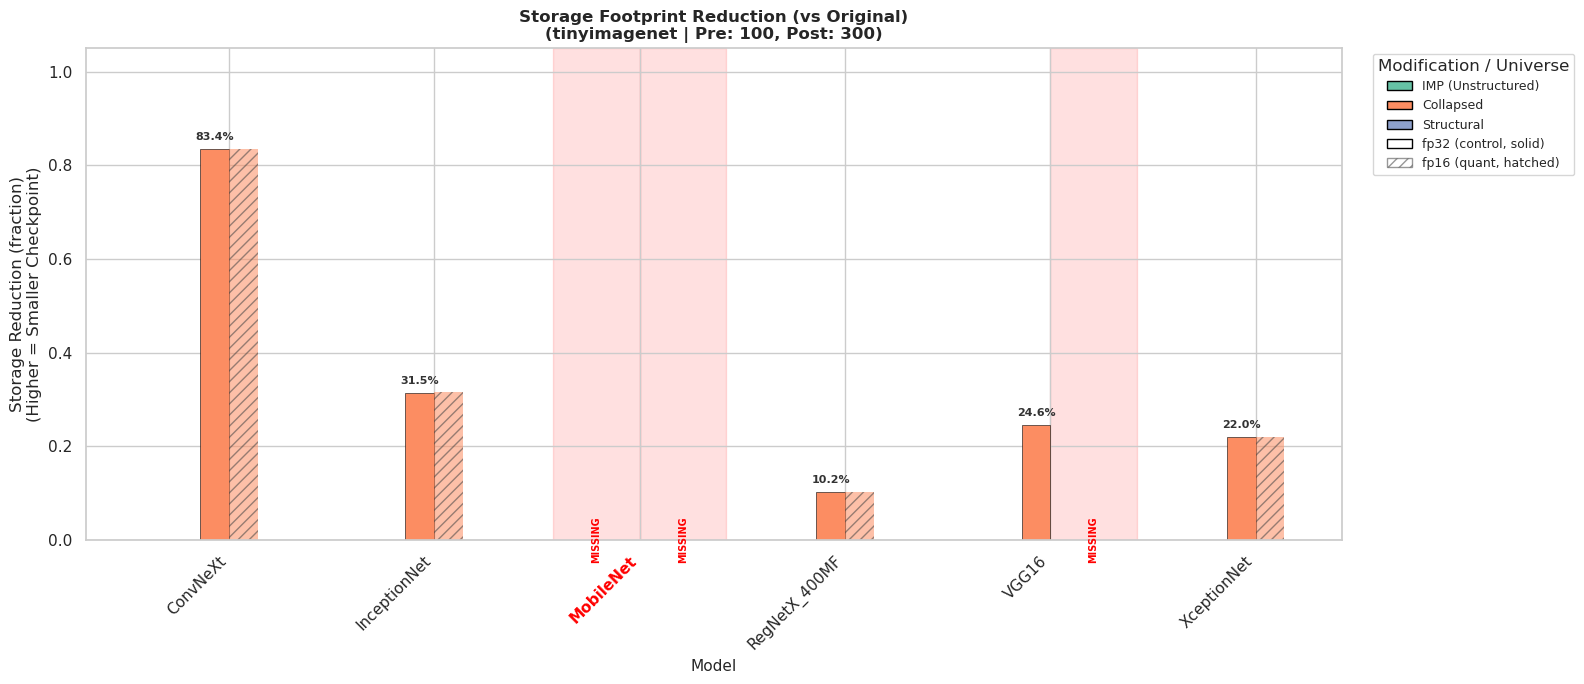 Storage Footprint Reduction (vs Original)
(tinyimagenet | Pre: 100, Post: 300)
Storage Reduction (fraction)
(Higher = Smaller Checkpoint)
1.0
0.8
0.6
0.4
0.2
0.0
83.4%
31.5%
MISSING
MISSING
10.2%
24.6%
MISSING
22.0%
ConvNeXt
InceptionNet
MobileNet
RegNetX_400MF
VGG16
XceptionNet
Model
Modification / Universe
IMP (Unstructured)
Collapsed
Structural
fp32 (control, solid)
fp16 (quant, hatched)